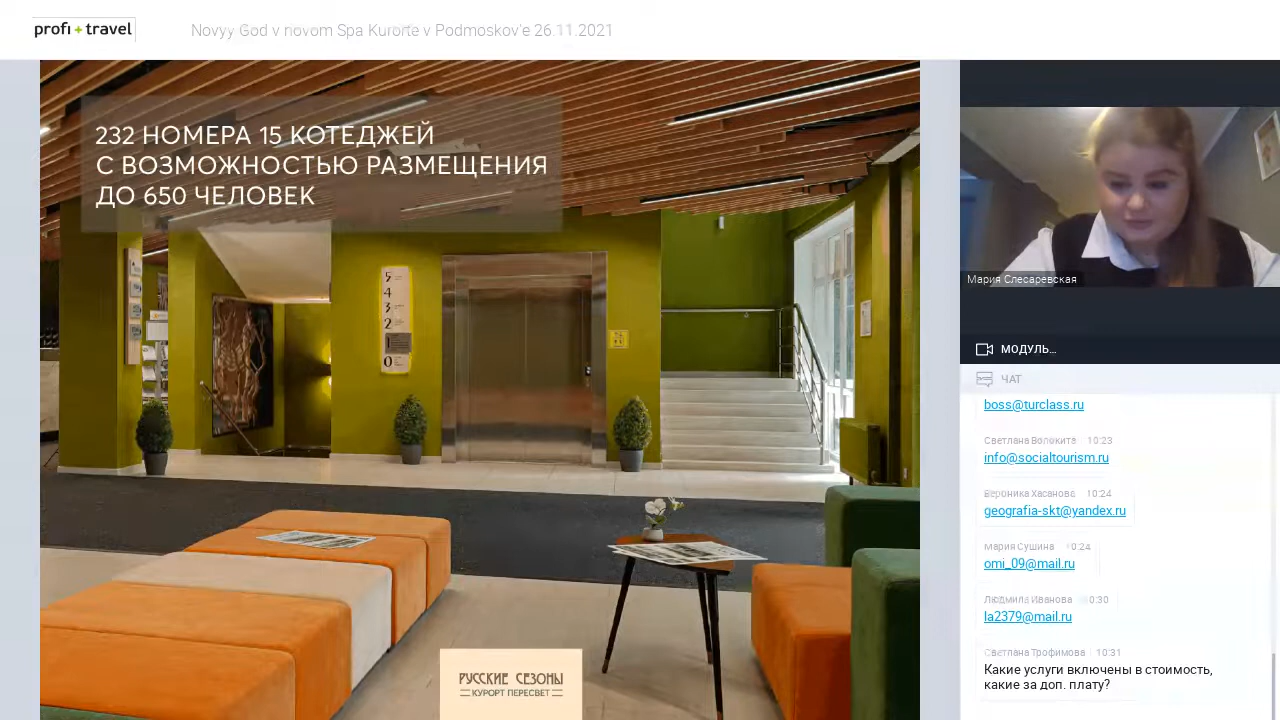 profi travel
Novyy God v novom Spa Kurorte v Podmoskov'e 26.11.2021
232 НОМЕРА 15 КОТЕДЖЕЙ
С ВОЗМОЖНОСТЬЮ РАЗМЕЩЕНИЯ
ДО 650 ЧЕЛОВЕК
5
4
3
2
1
0
РУССКИЕ СЕЗОНЫ
КУРОРТ ПЕРЕСВЕТ
Мария Слесаревская
МОДУЛЬ...
ЧАТ
boss@turclass.ru
Светлана Волокита 10:23
info@socialtourism.ru
Вероника Хасанова 10:24
geografia-skt@yandex.ru
Мария Сушина 10:24
omi_09@mail.ru
Людмила Иванова 10:30
la2379@mail.ru
Светлана Трофимова 10:31
Какие услуги включены в стоимость,
какие за доп. плату?